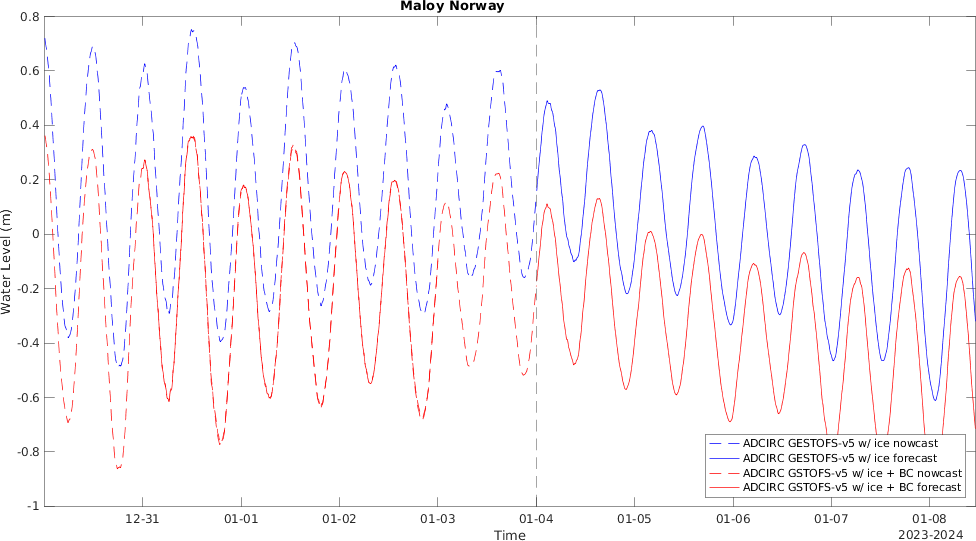 Maloy Norway
Water Level (m)
0.8
0.6
0.4
0.2
0
-0.2
-0.4
-0.6
-0.8
-1
12-31
01-01
01-02
01-03
01-04
01-05
01-06
01-07
01-08
Time
2023-2024
ADCIRC GESTOFS-v5 w/ ice nowcast
ADCIRC GESTOFS-v5 w/ ice forecast
ADCIRC GSTOFS-v5 w/ ice + BC nowcast
ADCIRC GSTOFS-v5 w/ ice + BC forecast